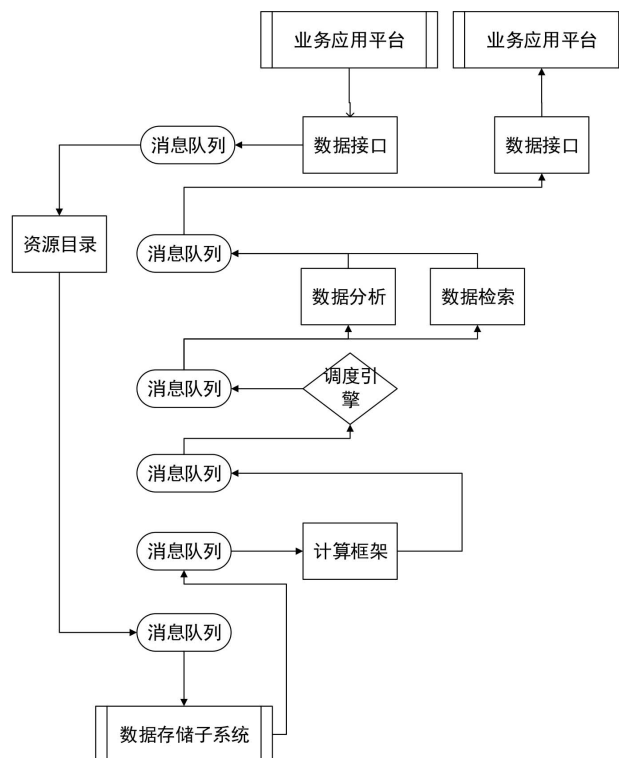 业务应用平台
业务应用平台
消息队列
数据接口
数据接口
资源目录
消息队列
数据分析
数据检索
消息队列
调度引
擎
消息队列
消息队列
计算框架
消息队列
数据存储子系统